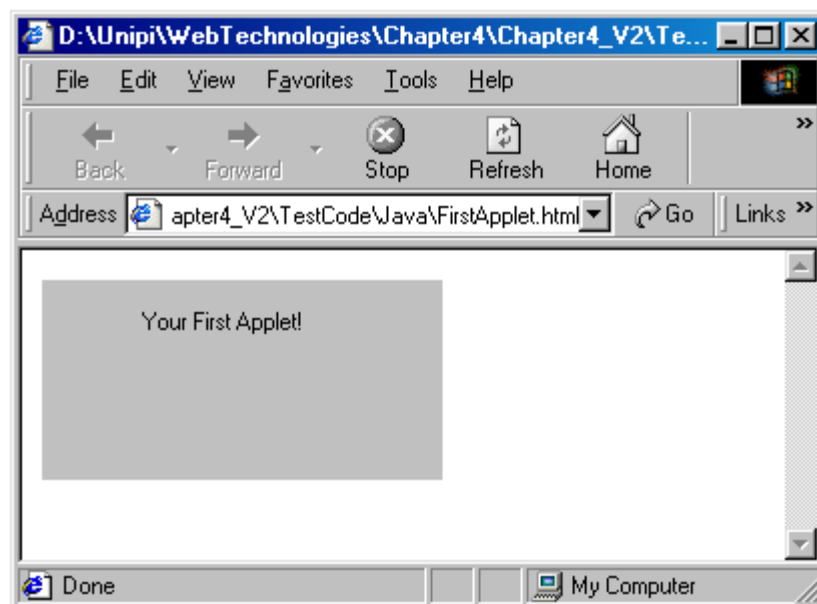 D:\Unipi\WebTechnologies\Chapter4\Chapter4_V2\Te...
File Edit View Favorites Tools Help
Back Forward Stop Refresh Home »
Address apter4_V2\TestCode\Java\FirstApplet.html Go Links »
Your First Applet!
Done My Computer